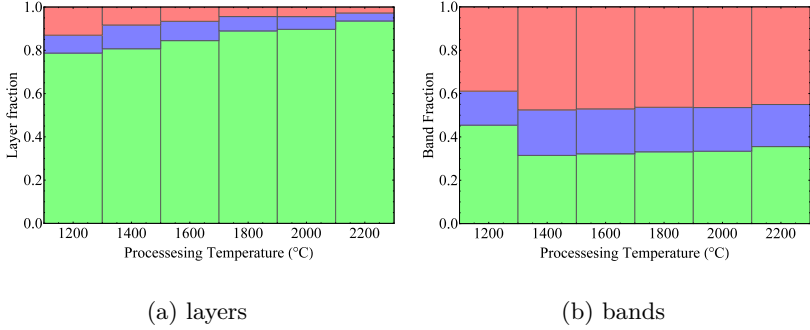 1.0
0.8
0.6
0.4
0.2
0.0
Layer fraction
1200 1400 1600 1800 2000 2200
Processesing Temperature (°C)
(a) layers
1.0
0.8
0.6
0.4
0.2
0.0
Band Fraction
1200 1400 1600 1800 2000 2200
Processesing Temperature (°C)
(b) bands